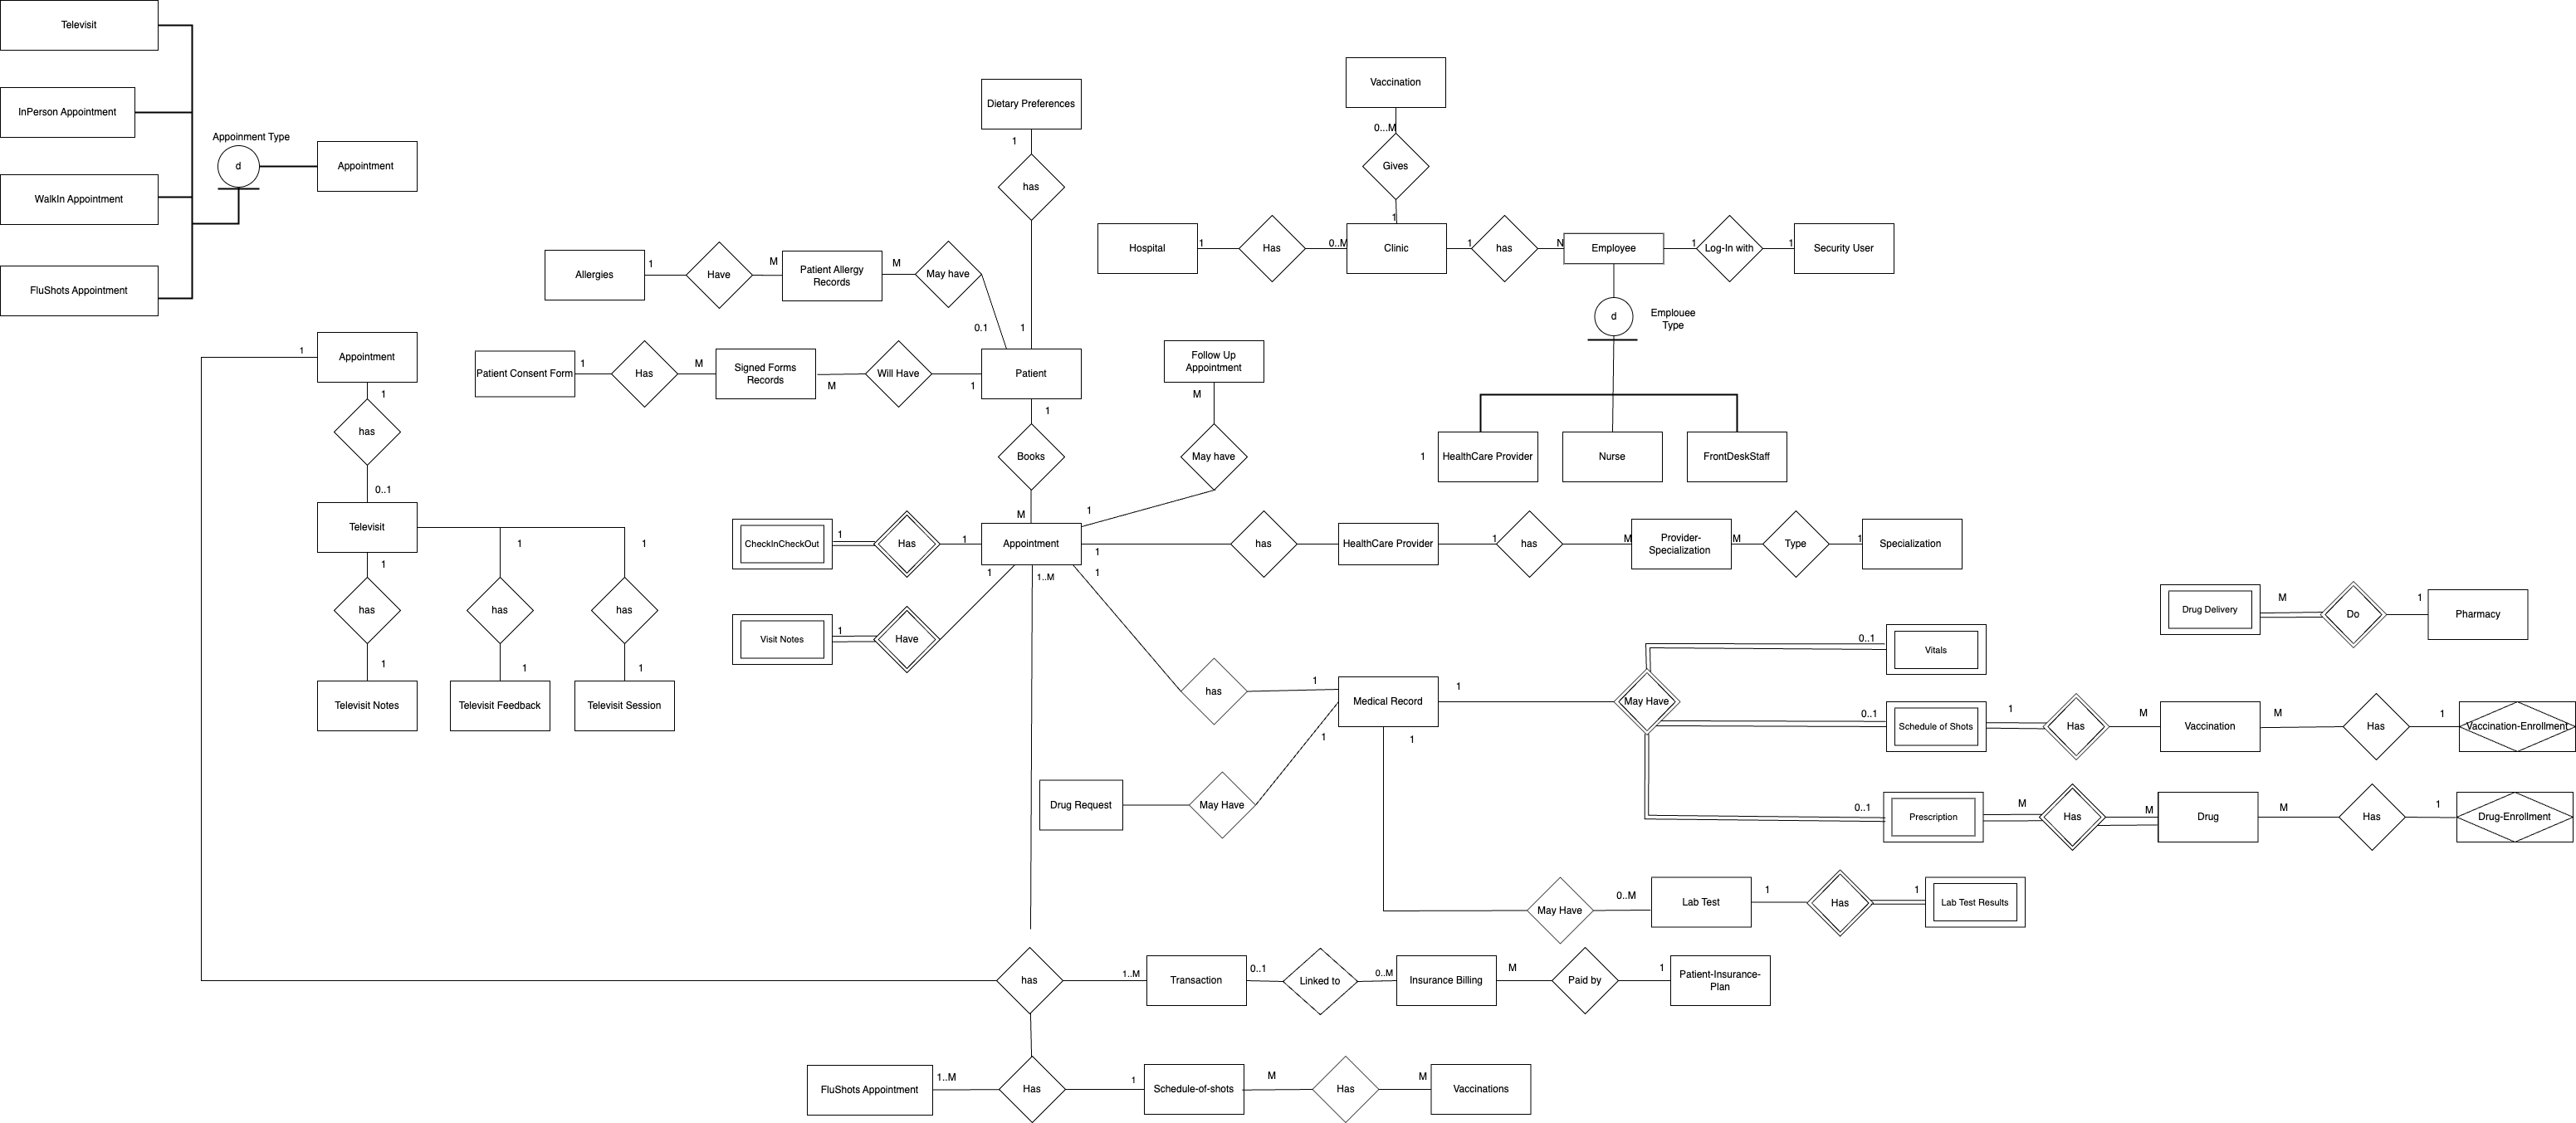 Televisit
InPerson Appointment
Appoinment Type
d
Appointment
WalkIn Appointment
FluShots Appointment
Dietary Preferences
1
has
1
Vaccination
0...M
Gives
1
Hospital
1
Has
0..M
Clinic
1
has
N
Employee
1
Log-In with
1
Security User
d
Emplouee
Type
1
HealthCare Provider
Nurse
FrontDeskStaff
Allergies
1
Have
M
Patient Allergy
Records
M
May have
0.1
Patient Consent Form
1
Has
M
Signed Forms
Records
M
Will Have
1
Patient
1
Books
M
Follow Up
Appointment
M
May have
1
1
Appointment
1
has
0..1
Televisit
1
1
1
has
has
has
1
1
1
Televisit Notes
Televisit Feedback
Televisit Session
CheckInCheckOut
1
Has
1
Appointment
1
has
HealthCare Provider
1
has
M
Provider-
Specialization
M
Type
1
Specialization
1
1..M
1
Visit Notes
1
Have
Drug Delivery
M
Do
1
Pharmacy
has
1
Medical Record
1
May Have
0..1
Vitals
0..1
Schedule of Shots
1
Has
M
Vaccination
M
Has
1
Vaccination-Enrollment
1
1
Drug Request
May Have
0..1
Prescription
M
Has
M
Drug
M
Has
1
Drug-Enrollment
May Have
0..M
Lab Test
1
Has
1
Lab Test Results
has
1..M
Transaction
0..1
Linked to
0..M
Insurance Billing
M
Paid by
1
Patient-Insurance-
Plan
FluShots Appointment
1..M
Has
1
Schedule-of-shots
M
Has
M
Vaccinations